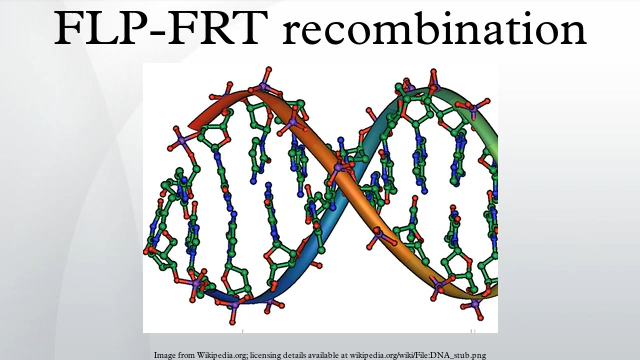 FLP-FRT recombination
Image from Wikipedia.org; licensing details available at wikipedia.org/wiki/File:DNA_stub.png